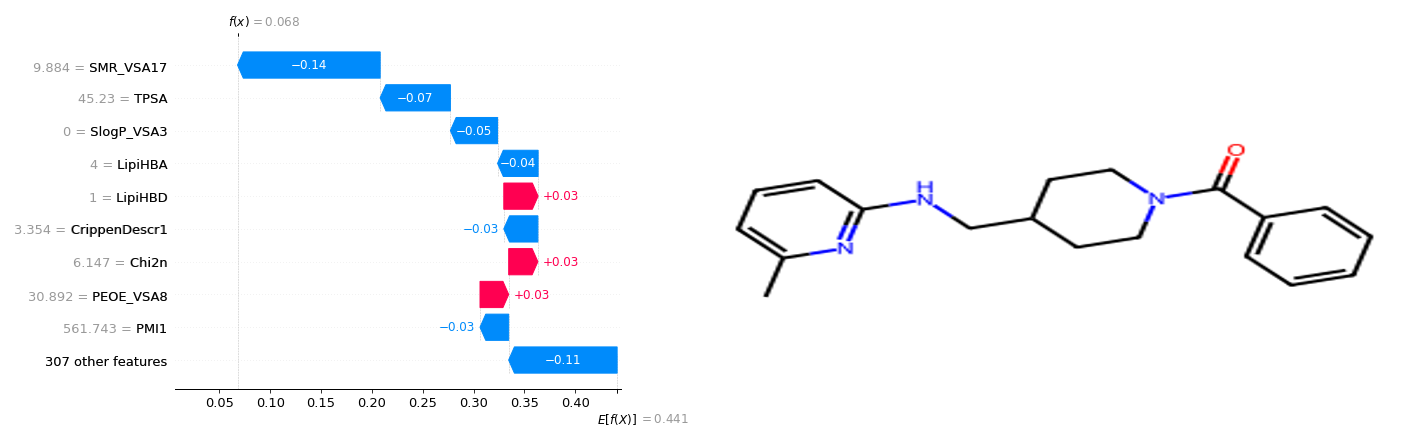 f(x) = 0.068
9.884 = SMR_VSA17
−0.14
45.23 = TPSA
−0.07
0 = SlogP_VSA3
−0.05
4 = LipiHBA
−0.04
1 = LipiHBD
+0.03
3.354 = CrippenDescr1
−0.03
6.147 = Chi2n
+0.03
30.892 = PEOE_VSA8
+0.03
561.743 = PMI1
−0.03
307 other features
−0.11
0.05 0.10 0.15 0.20 0.25 0.30 0.35 0.40
E[f(X)] = 0.441
O
H
N
N
N